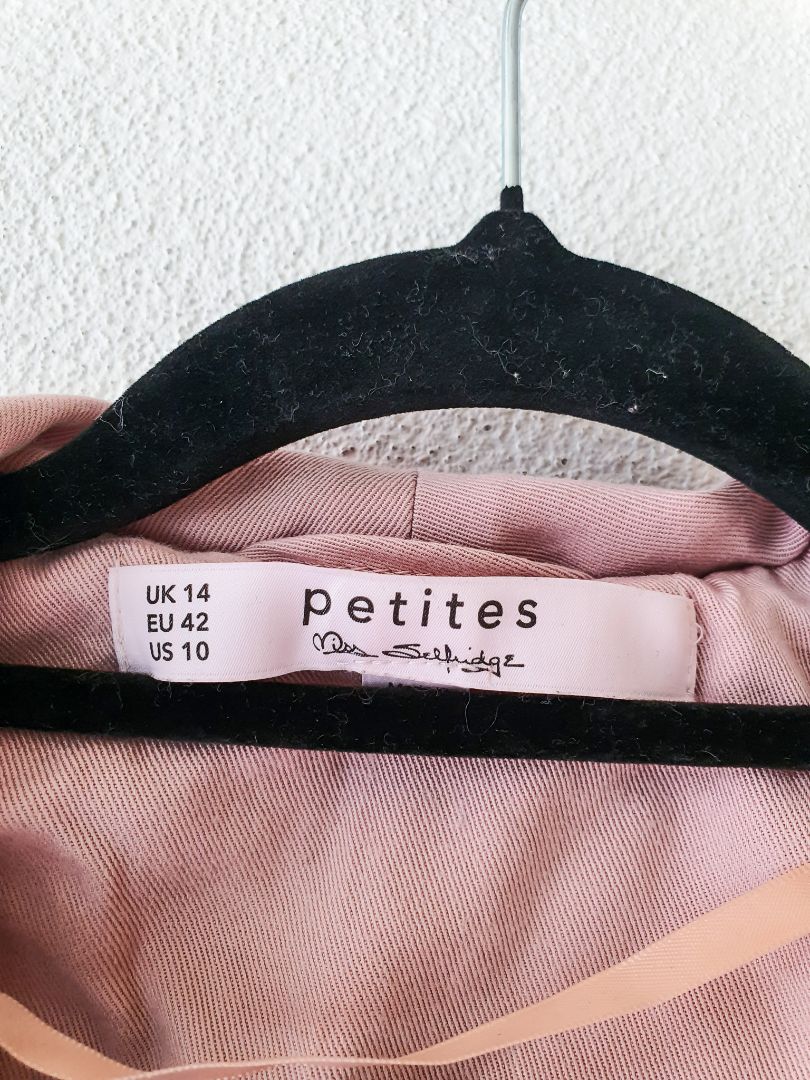 UK 14
EU 42
US 10
petites
Miss Selfridge